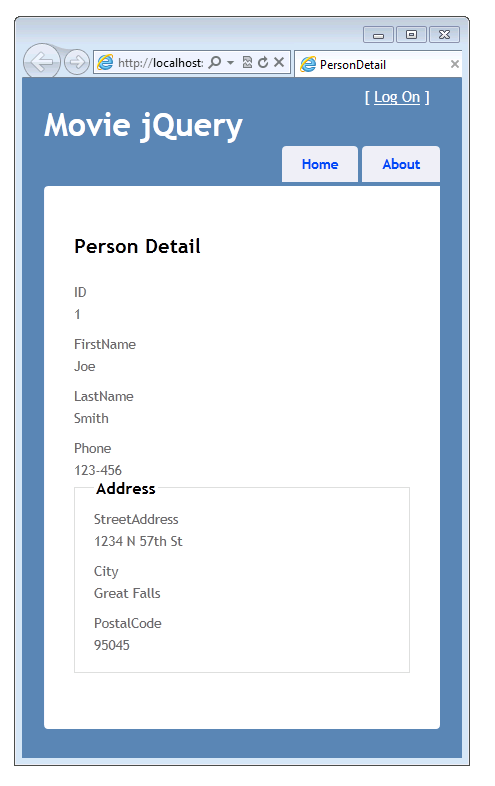 http://localhost:
PersonDetail
[ Log On ]
Movie jQuery
Home
About
Person Detail
ID
1
FirstName
Joe
LastName
Smith
Phone
123-456
Address
StreetAddress
1234 N 57th St
City
Great Falls
PostalCode
95045